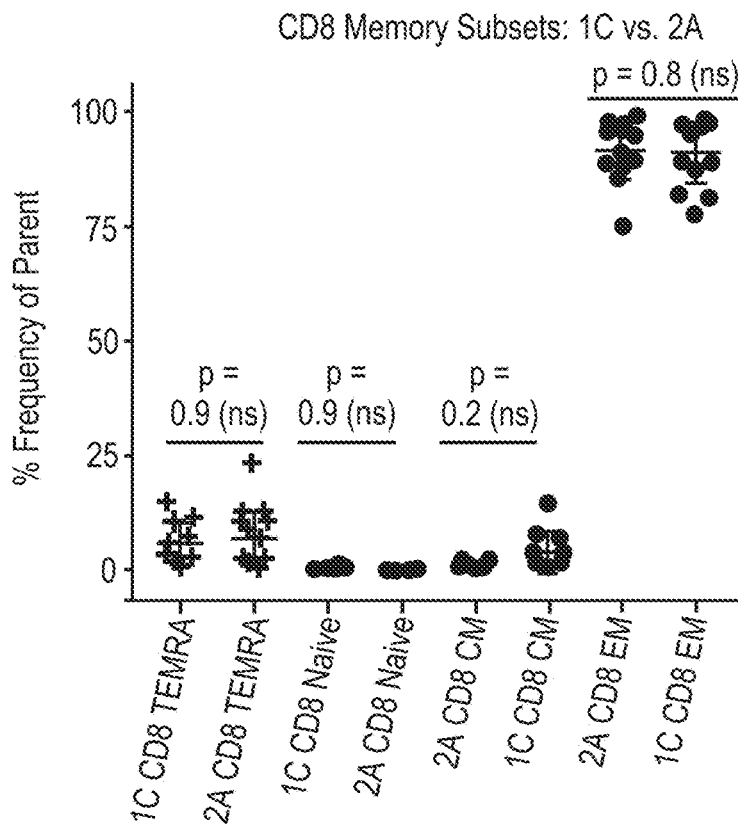 CD8 Memory Subsets: 1C vs. 2A
p = 0.8 (ns)
% Frequency of Parent
100
75
50
25
0
p =
0.9 (ns)
p =
0.9 (ns)
p =
0.2 (ns)
1C CD8 TEMRA
2A CD8 TEMRA
1C CD8 Naive
2A CD8 Naive
2A CD8 CM
1C CD8 CM
2A CD8 EM
1C CD8 EM